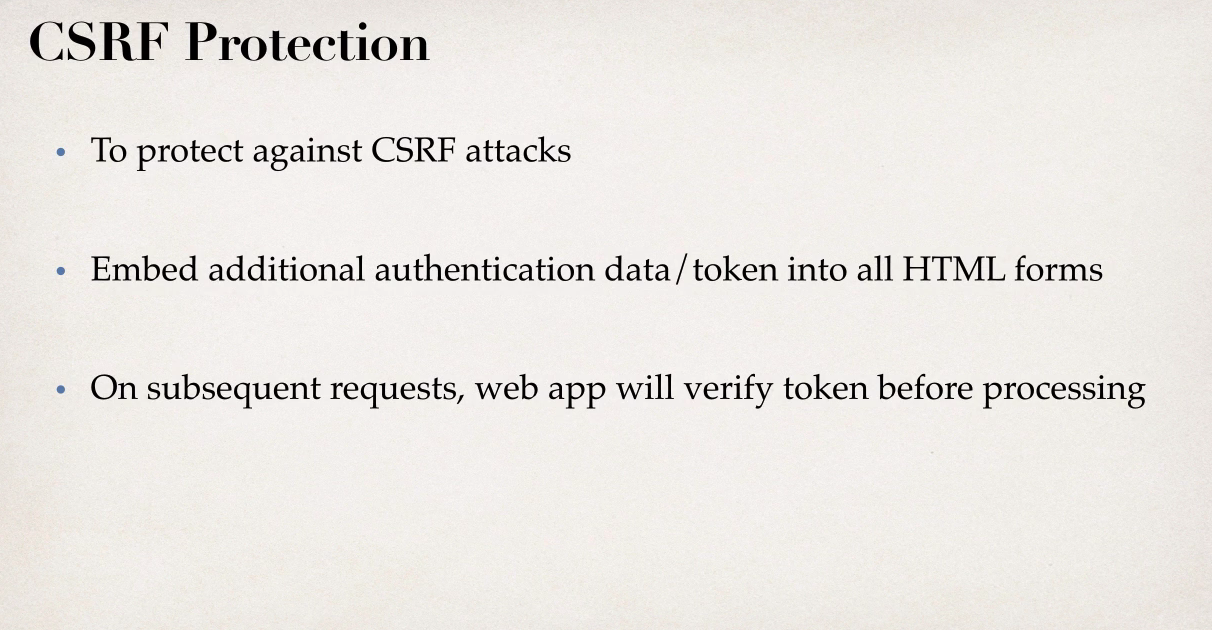 CSRF Protection
• To protect against CSRF attacks
• Embed additional authentication data/token into all HTML forms
• On subsequent requests, web app will verify token before processing